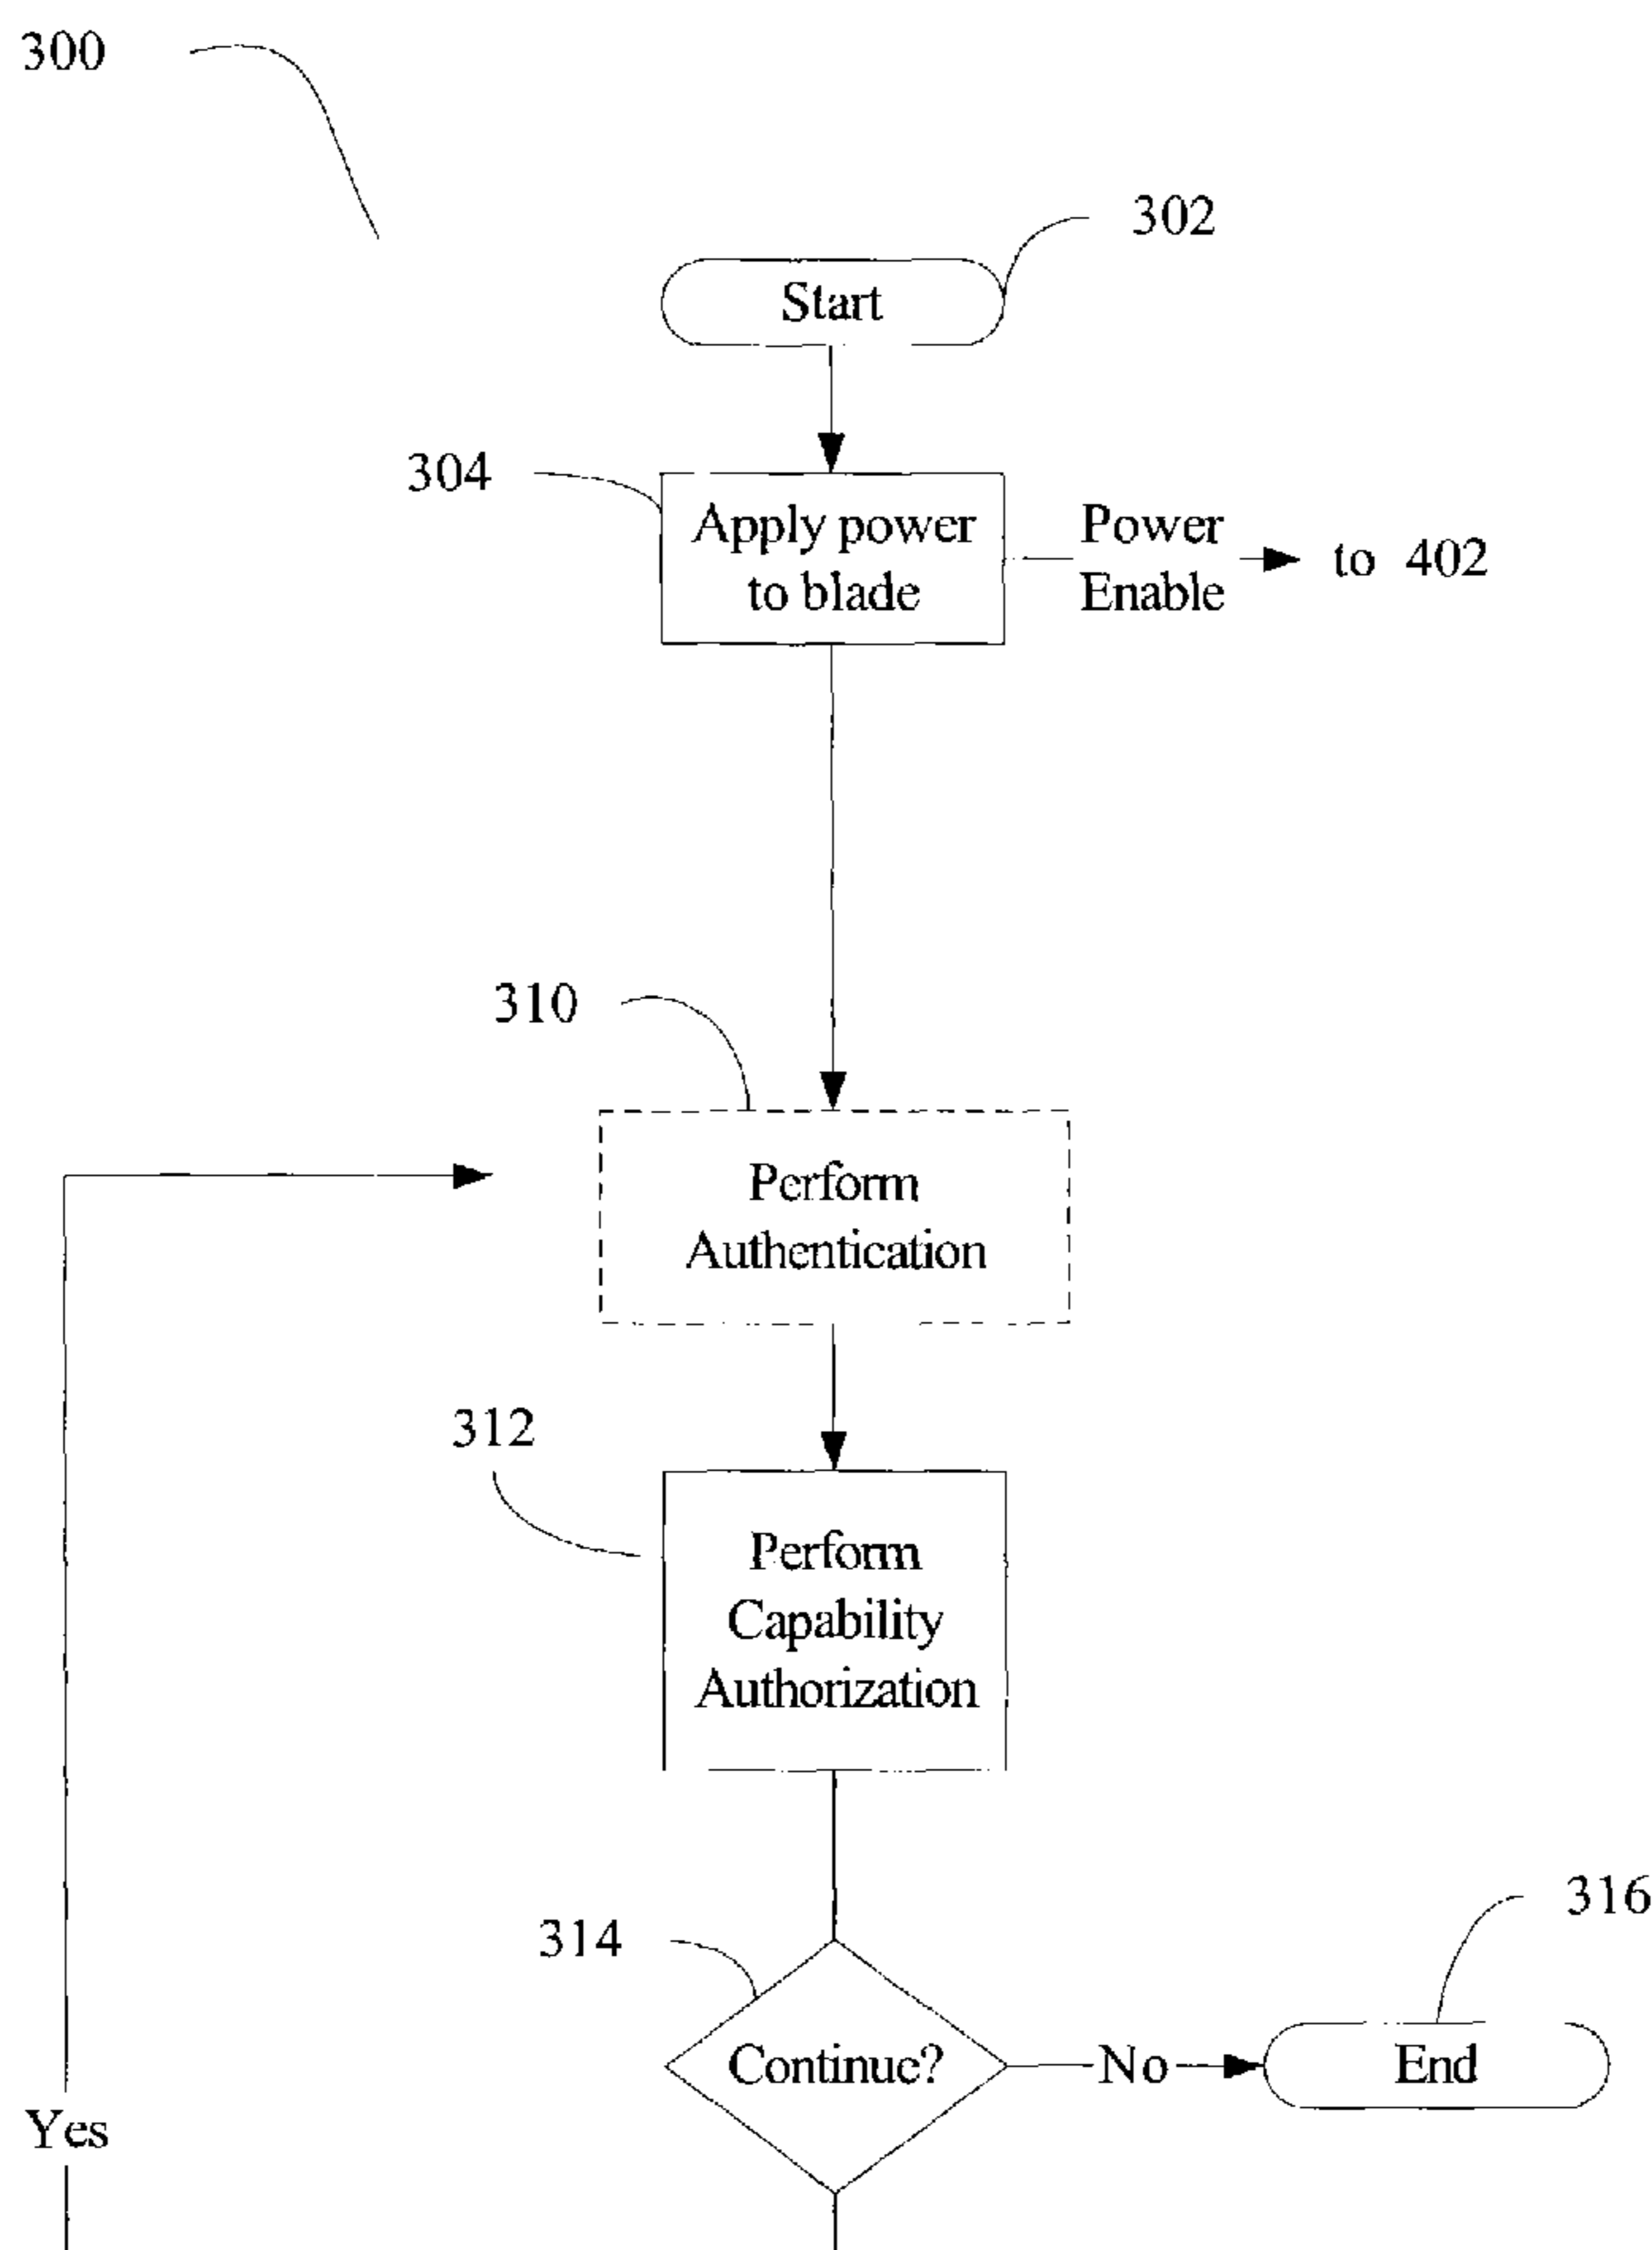 300
302
Start
304
Apply power
to blade
Power
Enable
to 402
310
Perform
Authentication
312
Perform
Capability
Authorization
314
316
Continue?
No
End
Yes